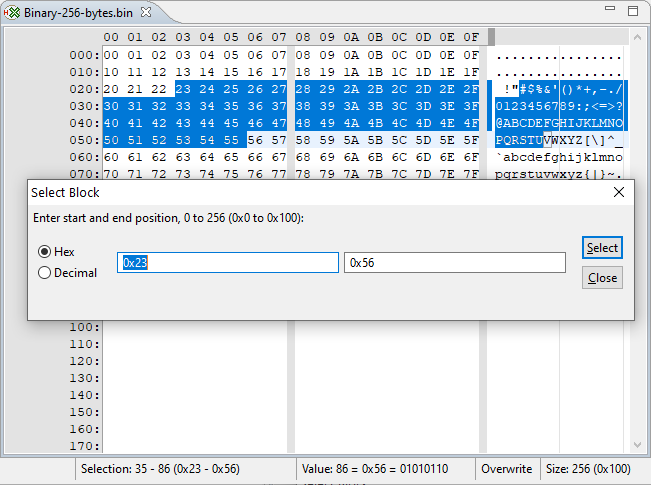 Binary-256-bytes.bin
00 01 02 03 04 05 06 07 08 09 0A 0B 0C 0D 0E 0F
000: 00 01 02 03 04 05 06 07 08 09 0A 0B 0C 0D 0E 0F ................
010: 10 11 12 13 14 15 16 17 18 19 1A 1B 1C 1D 1E 1F ................
020: 20 21 22 23 24 25 26 27 28 29 2A 2B 2C 2D 2E 2F  !"#$%&'()*+,-./
030: 30 31 32 33 34 35 36 37 38 39 3A 3B 3C 3D 3E 3F 0123456789:;<=>?
040: 40 41 42 43 44 45 46 47 48 49 4A 4B 4C 4D 4E 4F @ABCDEFGHIJKLMNO
050: 50 51 52 53 54 55 56 57 58 59 5A 5B 5C 5D 5E 5F PQRSTUVWXYZ[\]^_
060: 60 61 62 63 64 65 66 67 68 69 6A 6B 6C 6D 6E 6F `abcdefghijklmno
070: 70 71 72 73 74 75 76 77 78 79 7A 7B 7C 7D 7E 7F pqrstuvwxyz{|}~.
Select Block
Enter start and end position, 0 to 256 (0x0 to 0x100):
Hex
Decimal
0x23
0x56
Select
Close
100:
110:
120:
130:
140:
150:
160:
170:
Selection: 35 - 86 (0x23 - 0x56) Value: 86 = 0x56 = 01010110 Overwrite Size: 256 (0x100)